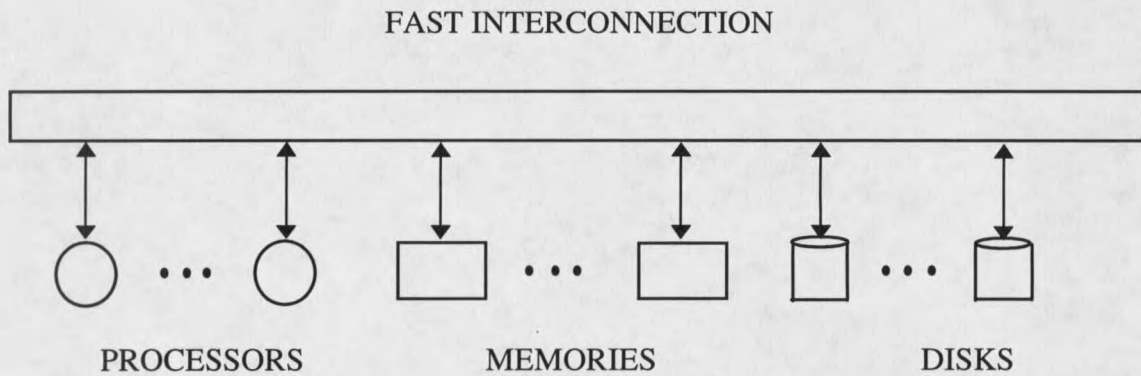 FAST INTERCONNECTION
PROCESSORS
MEMORIES
DISKS